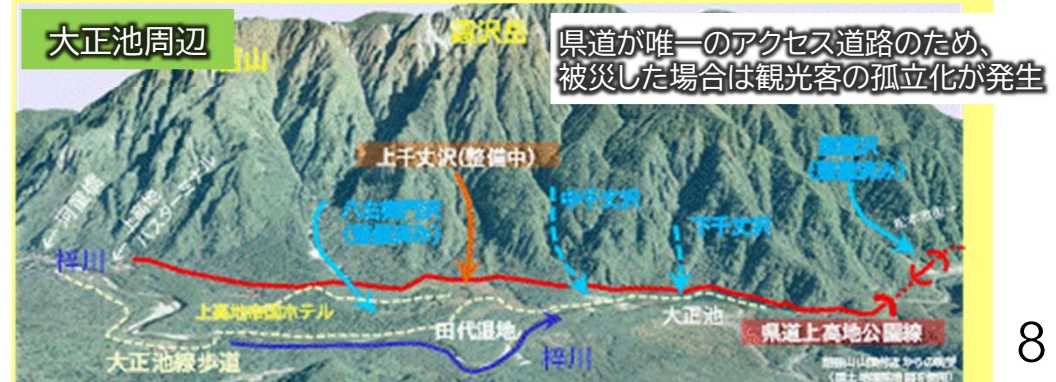 大正池周辺
霞沢岳
山
県道が唯一のアクセス道路のため、
被災した場合は観光客の孤立化が発生
上千丈沢(整備中)
河童橋
上高地
バスターミナル
八右衛門沢
(整備済み)
中千丈沢
下千丈沢
(整備済み)
梓川
上高地帝国ホテル
田代湿地
大正池
県道上高地公園線
大正池線歩道
梓川
8